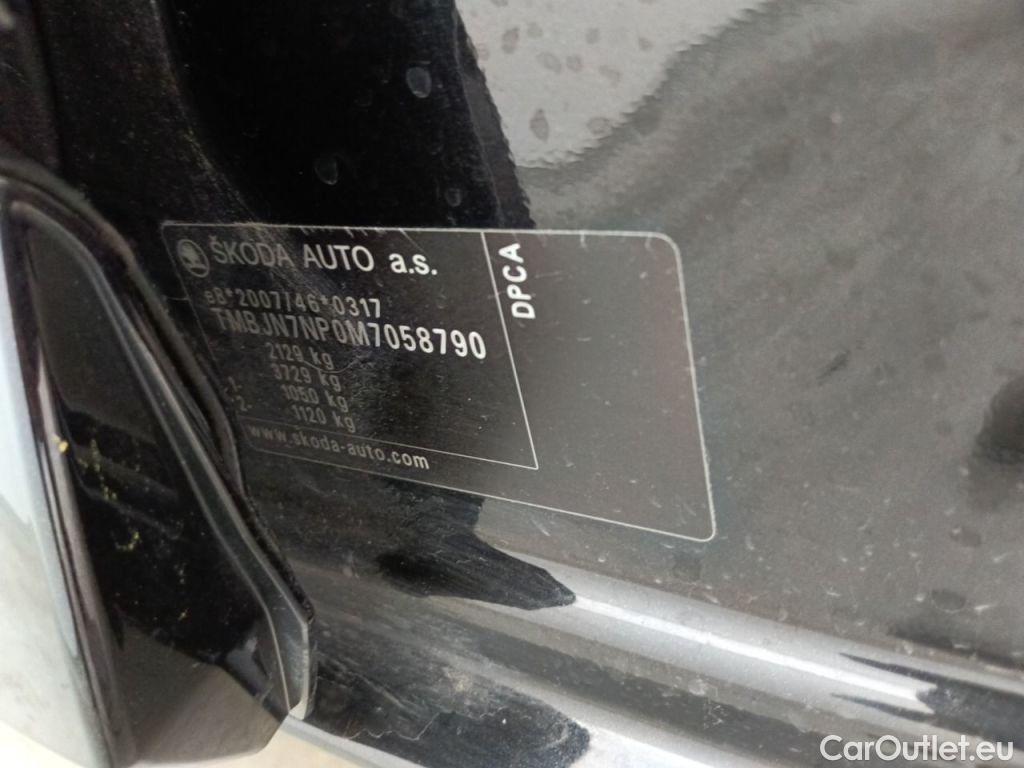 ŠKODA AUTO a.s.
DPCA
e8*2007/46*0317
TMBJN7NP0M7058790
2129 kg
3729 kg
1- 1050 kg
2- 1120 kg
www.skoda-auto.com
CarOutlet.eu